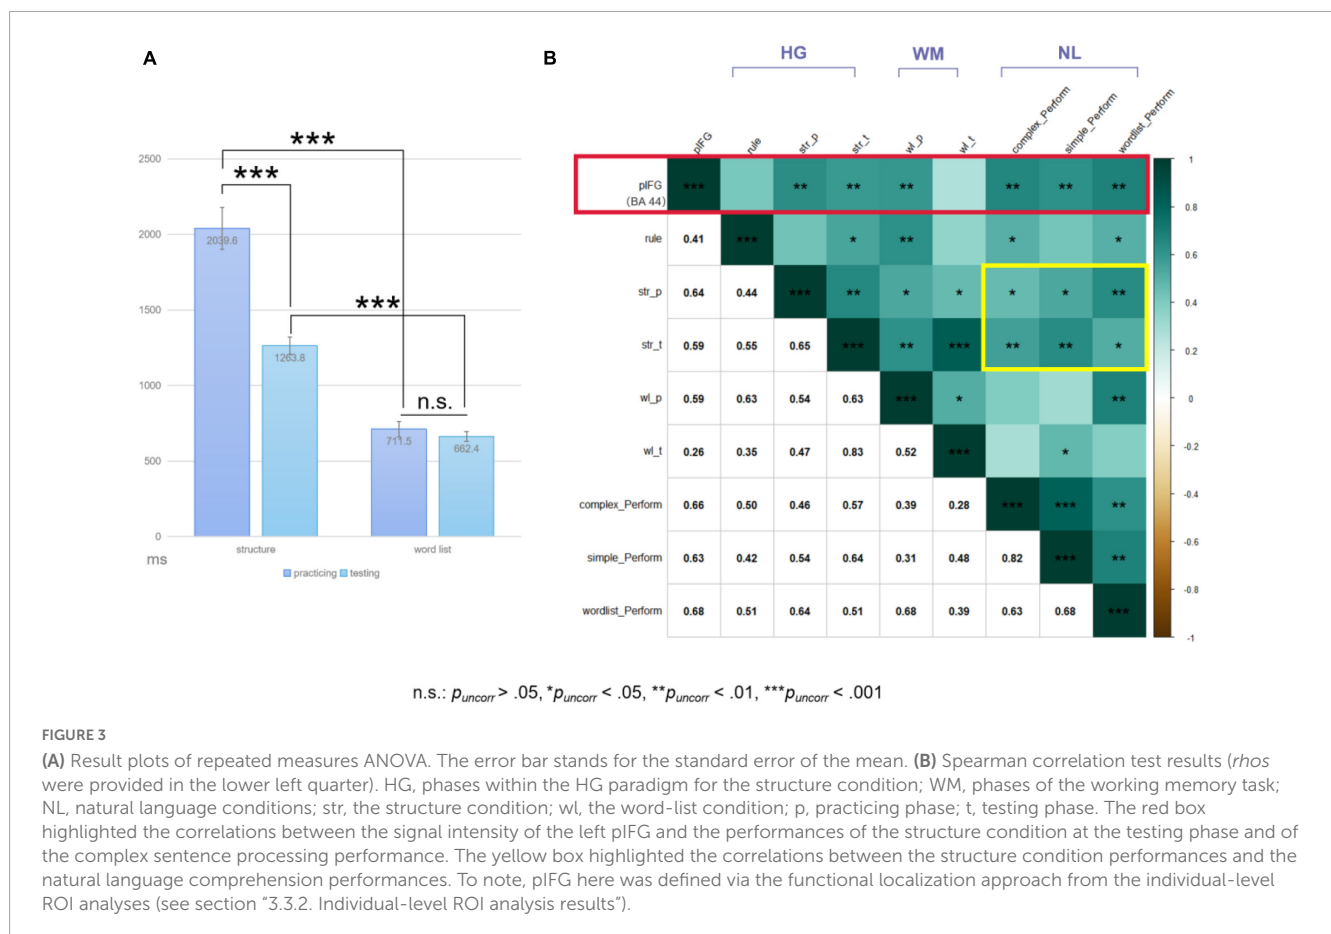 A
***
***
***
n.s.
2500
2000
1500
1000
500
0
ms
2039.6
1263.8
711.5
662.4
structure
word list
practicing
testing
B
HG
WM
NL
pIFG
rule
str_p
str_t
wl_p
wl_t
complex_Perform
simple_Perform
wordlist_Perform
pIFG *** ** ** ** ** ** **
(BA 44)
rule 0.41 *** * ** * *
str_p 0.64 0.44 *** ** * * * * **
str_t 0.59 0.55 0.65 *** ** *** ** ** *
wl_p 0.59 0.63 0.54 0.63 *** * **
wl_t 0.26 0.35 0.47 0.83 0.52 *** *
complex_Perform 0.66 0.50 0.46 0.57 0.39 0.28 *** *** **
simple_Perform 0.63 0.42 0.54 0.64 0.31 0.48 0.82 *** **
wordlist_Perform 0.68 0.51 0.64 0.51 0.68 0.39 0.63 0.68 ***
1
0.8
0.6
0.4
0.2
0
-0.2
-0.4
-0.6
-0.8
-1
n.s.: puncorr > .05, *puncorr < .05, **puncorr < .01, ***puncorr < .001
FIGURE 3
(A) Result plots of repeated measures ANOVA. The error bar stands for the standard error of the mean. (B) Spearman correlation test results (rhos
were provided in the lower left quarter). HG, phases within the HG paradigm for the structure condition; WM, phases of the working memory task;
NL, natural language conditions; str, the structure condition; wl, the word-list condition; p, practicing phase; t, testing phase. The red box
highlighted the correlations between the signal intensity of the left pIFG and the performances of the structure condition at the testing phase and of
the complex sentence processing performance. The yellow box highlighted the correlations between the structure condition performances and the
natural language comprehension performances. To note, pIFG here was defined via the functional localization approach from the individual-level
ROI analyses (see section “3.3.2. Individual-level ROI analysis results”).